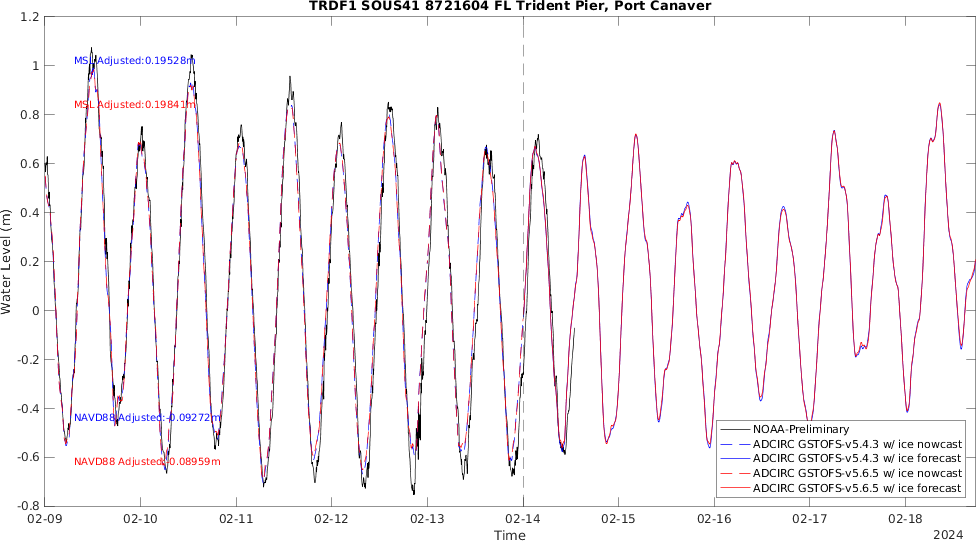 TRDF1 SOUS41 8721604 FL Trident Pier, Port Canaver
1.2
1
0.8
0.6
0.4
0.2
0
-0.2
-0.4
-0.6
-0.8
Water Level (m)
MSL Adjusted:0.19528m
MSL Adjusted:0.19841m
NAVD88 Adjusted:-0.09272m
NAVD88 Adjusted:-0.08959m
NOAA-Preliminary
ADCIRC GSTOFS-v5.4.3 w/ ice nowcast
ADCIRC GSTOFS-v5.4.3 w/ ice forecast
ADCIRC GSTOFS-v5.6.5 w/ ice nowcast
ADCIRC GSTOFS-v5.6.5 w/ ice forecast
02-09 02-10 02-11 02-12 02-13 02-14 02-15 02-16 02-17 02-18
Time
2024